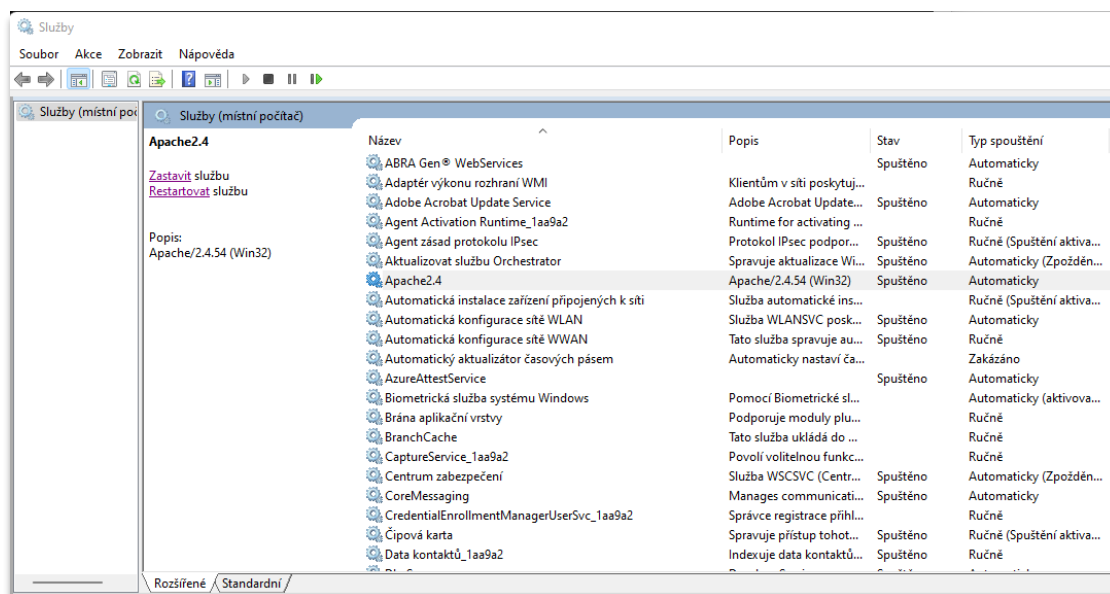 Služby
Soubor Akce Zobrazit Nápověda
Služby (místní poč
Služby (místní počítač)
Apache2.4
Zastavit službu
Restartovat službu
Popis:
Apache/2.4.54 (Win32)
Název Popis Stav Typ spouštění
ABRA Gen® WebServices Spuštěno Automaticky
Adaptér výkonu rozhraní WMI Klientům v síti poskytuj... Ručně
Adobe Acrobat Update Service Adobe Acrobat Update... Spuštěno Automaticky
Agent Activation Runtime_1aa9a2 Runtime for activating ... Ručně
Agent zásad protokolu IPsec Protokol IPsec podpor... Spuštěno Ručně (Spuštění aktiva...
Aktualizovat službu Orchestrator Spravuje aktualizace Wi... Spuštěno Automaticky (Zpožděn...
Apache2.4 Apache/2.4.54 (Win32) Spuštěno Automaticky
Automatická instalace zařízení připojených k síti Služba automatické ins... Ručně (Spuštění aktiva...
Automatická konfigurace sítě WLAN Služba WLANSVC posk... Spuštěno Automaticky
Automatická konfigurace sítě WWAN Tato služba spravuje au... Spuštěno Ručně
Automatický aktualizátor časových pásem Automaticky nastaví ča... Zakázáno
AzureAttestService Spuštěno Automaticky
Biometrická služba systému Windows Pomocí Biometrické sl... Automaticky (aktivova...
Brána aplikační vrstvy Podporuje moduly plu... Ručně
BranchCache Tato služba ukládá do ... Ručně
CaptureService_1aa9a2 Povolí volitelnou funkc... Ručně
Centrum zabezpečení Služba WSCSVC (Centr... Spuštěno Automaticky (Zpožděn...
CoreMessaging Manages communicati... Spuštěno Automaticky
CredentialEnrollmentManagerUserSvc_1aa9a2 Správce registrace přihl... Ručně
Čipová karta Spravuje přístup tohot... Spuštěno Ručně (Spuštění aktiva...
Data kontaktů_1aa9a2 Indexuje data kontaktů... Spuštěno Ručně
Rozšířené Standardní